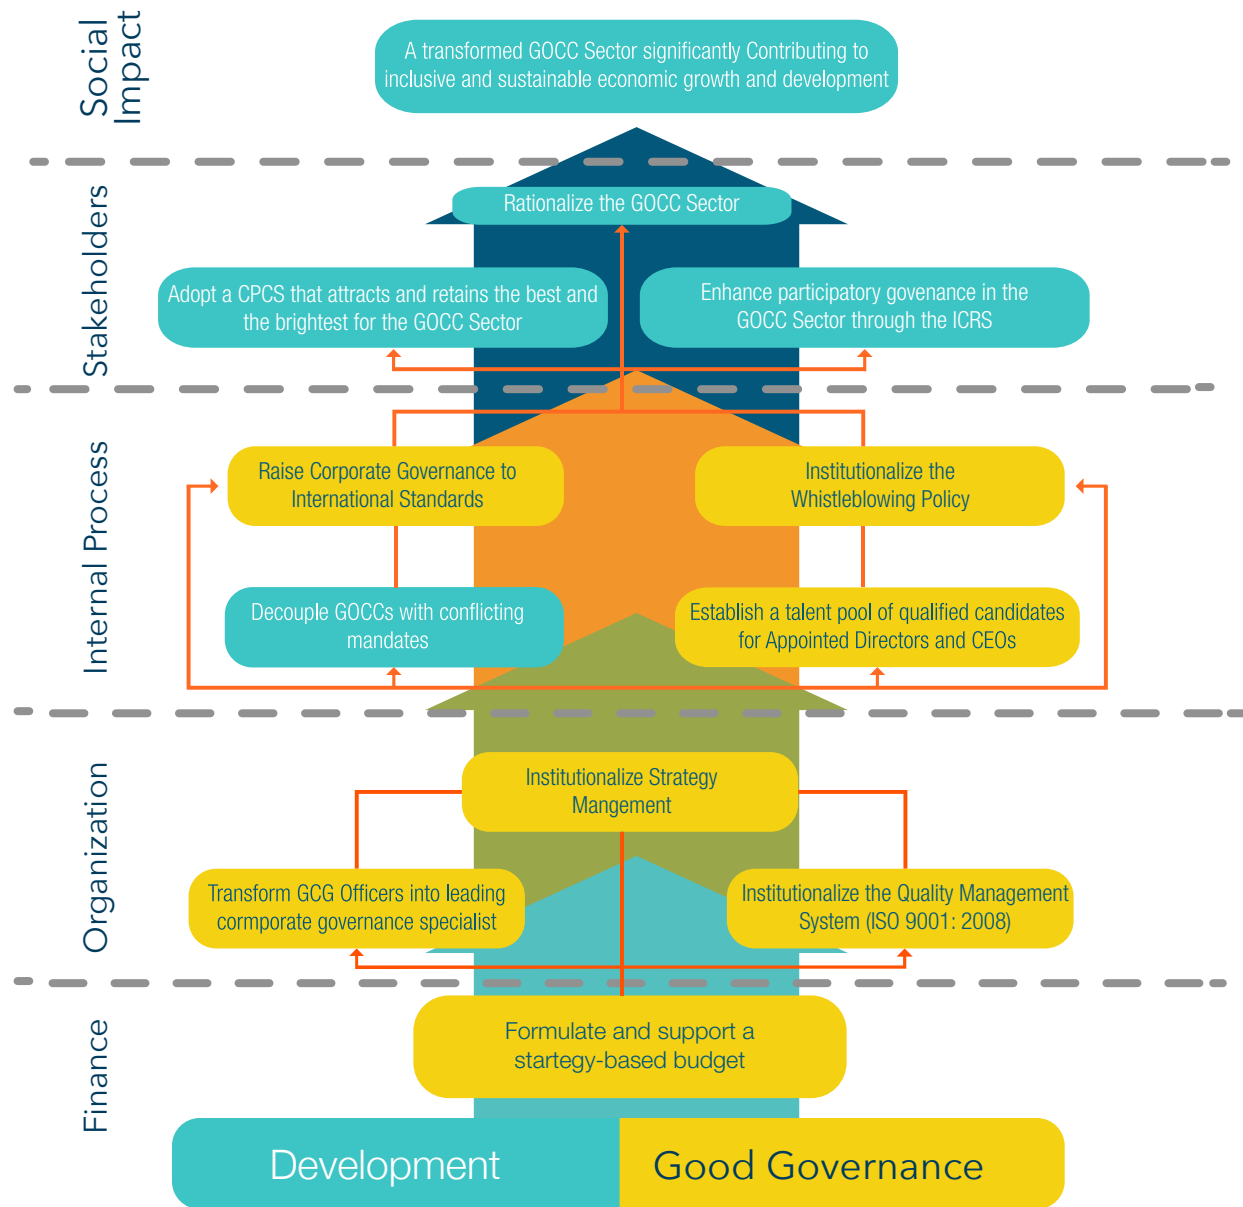 Social
Impact
A transformed GOCC Sector significantly Contributing to
inclusive and sustainable economic growth and development
Stakeholders
Rationalize the GOCC Sector
Adopt a CPCS that attracts and retains the best and
the brightest for the GOCC Sector
Enhance participatory govenance in the
GOCC Sector through the ICRS
Internal Process
Raise Corporate Governance to
International Standards
Institutionalize the
Whistleblowing Policy
Decouple GOCCs with conflicting
mandates
Establish a talent pool of qualified candidates
for Appointed Directors and CEOs
Organization
Institutionalize Strategy
Mangement
Transform GCG Officers into leading
cormporate governance specialist
Institutionalize the Quality Management
System (ISO 9001: 2008)
Finance
Formulate and support a
startegy-based budget
Development
Good Governance